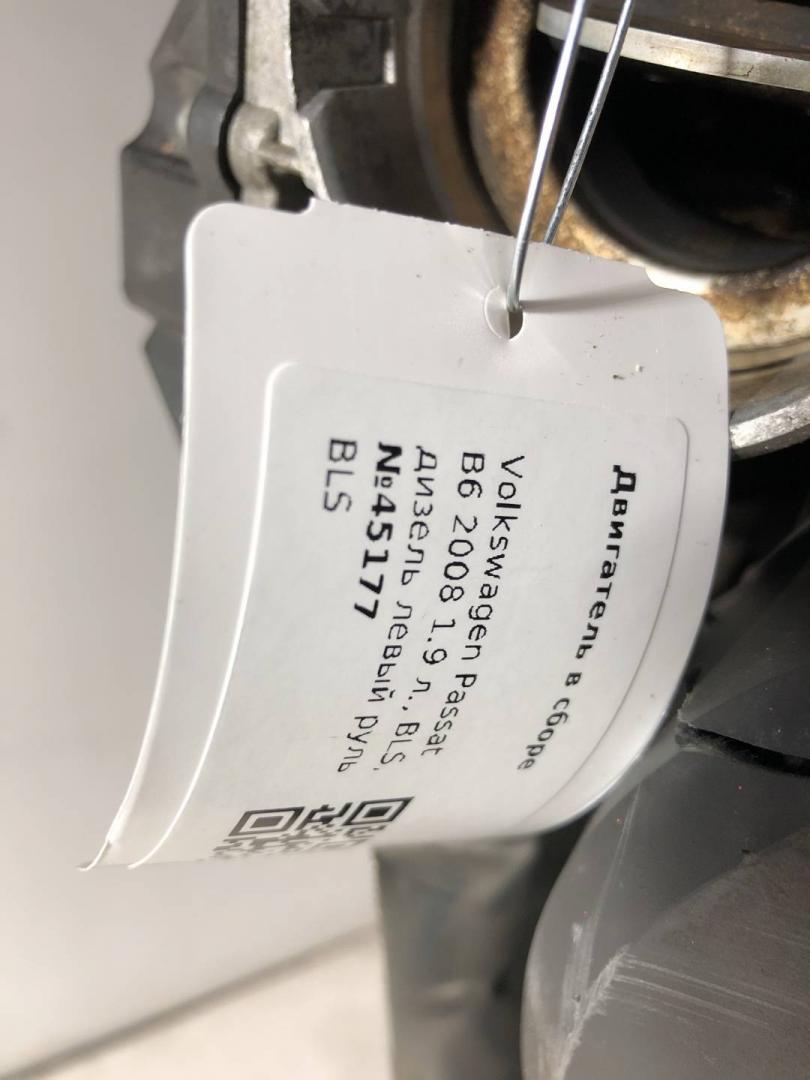 Двигатель в сборе
Volkswagen Passat
B6 2008 1.9 л., BLS,
дизель левый руль
№45177
BLS